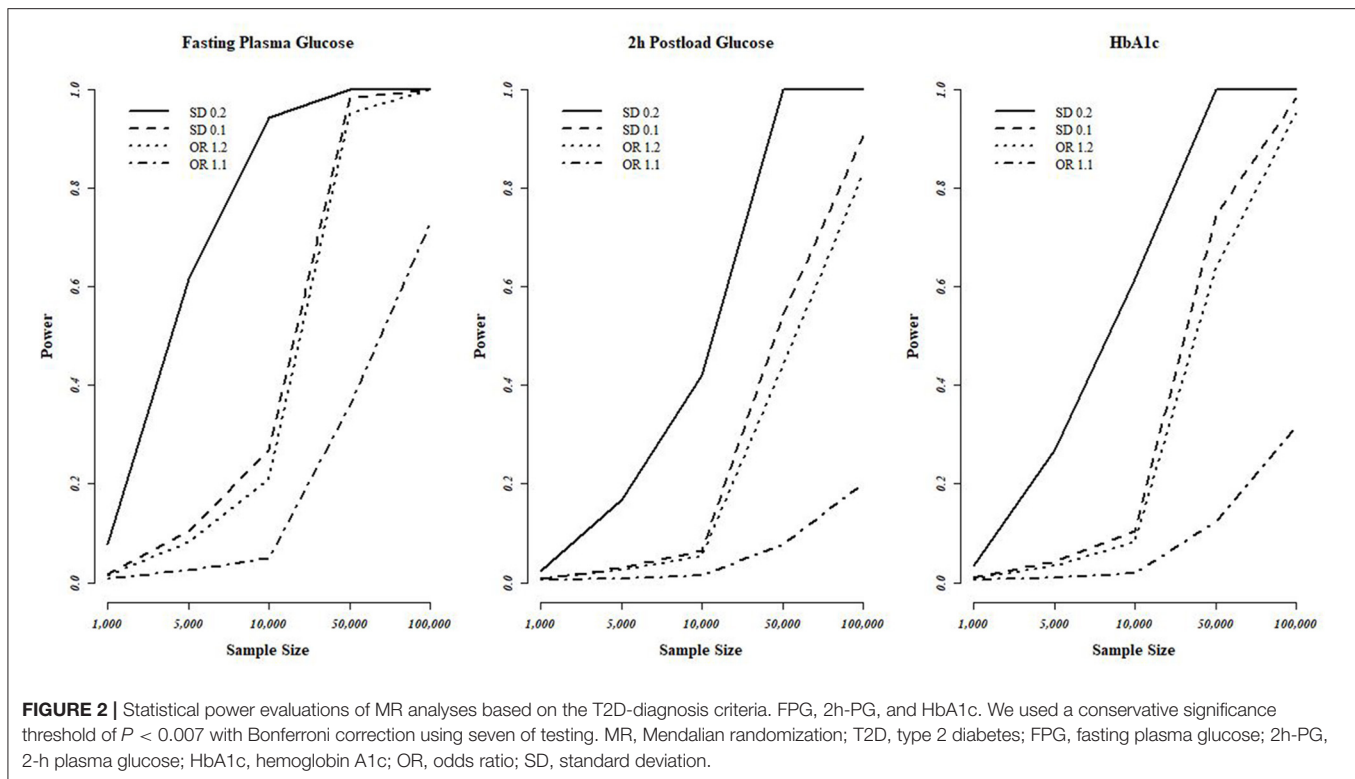 Fasting Plasma Glucose
Power
1.0
0.8
0.6
0.4
0.2
0.0
SD 0.2
SD 0.1
OR 1.2
OR 1.1
1,000 5,000 10,000 50,000 100,000
Sample Size
2h Postload Glucose
Power
1.0
0.8
0.6
0.4
0.2
0.0
SD 0.2
SD 0.1
OR 1.2
OR 1.1
1,000 5,000 10,000 50,000 100,000
Sample Size
HbA1c
Power
1.0
0.8
0.6
0.4
0.2
0.0
SD 0.2
SD 0.1
OR 1.2
OR 1.1
1,000 5,000 10,000 50,000 100,000
Sample Size
FIGURE 2 | Statistical power evaluations of MR analyses based on the T2D-diagnosis criteria. FPG, 2h-PG, and HbA1c. We used a conservative significance
threshold of P < 0.007 with Bonferroni correction using seven of testing. MR, Mendalian randomization; T2D, type 2 diabetes; FPG, fasting plasma glucose; 2h-PG,
2-h plasma glucose; HbA1c, hemoglobin A1c; OR, odds ratio; SD, standard deviation.